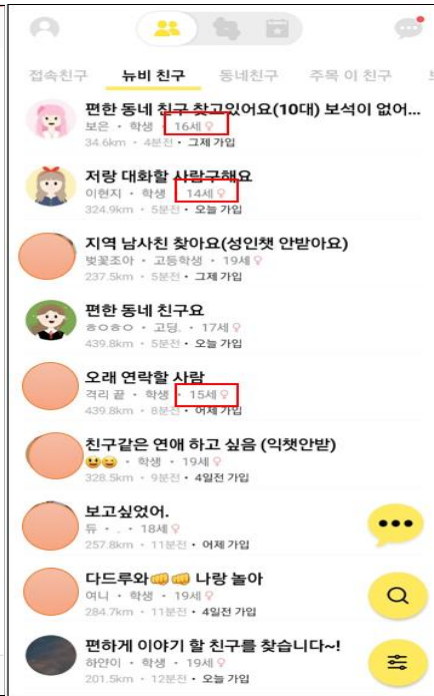 접속친구 뉴비 친구 동네친구 주목 이 친구
편한 동네 친구 찾고있어요(10대) 보석이 없어...
보은 • 학생 • 16세♀
34.6km • 4분전 • 그제 가입
저랑 대화할 사람구해요
이현지 • 학생 • 14세♀
324.9km • 5분전 • 오늘 가입
지역 남사친 찾아요(성인챗 안받아요)
벚꽃조아 • 고등학생 • 19세♀
237.5km • 5분전 • 그제 가입
편한 동네 친구요
ㅎㅇㅎㅇ • 고딩. • 17세♀
439.8km • 5분전 • 오늘 가입
오래 연락할 사람
격리 끝 • 학생 • 15세♀
439.8km • 8분전 • 어제 가입
친구같은 연애 하고 싶음 (익챗안받)
😃😄 • 학생 • 19세♀
328.5km • 9분전 • 4일전 가입
보고싶었어.
듀 • . • 18세♀
257.8km • 11분전 • 어제 가입
다드루와👊👊 나랑 놀아
여니 • 학생 • 19세♀
284.7km • 11분전 • 4일전 가입
편하게 이야기 할 친구를 찾습니다~!
하얀이 • 학생 • 19세♀
201.5km • 12분전 • 오늘 가입